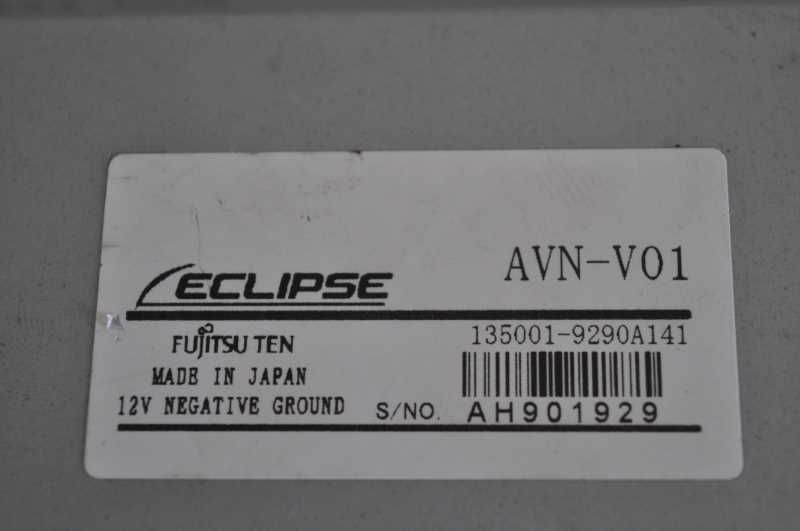 ECLIPSE AVN-V01
FUJITSU TEN 135001-9290A141
MADE IN JAPAN
12V NEGATIVE GROUND S/NO. AH901929